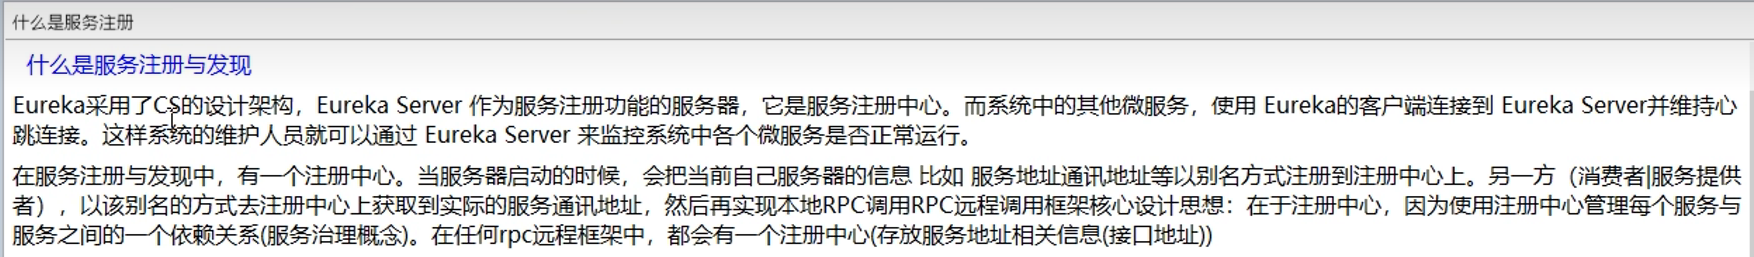 什么是服务注册
什么是服务注册与发现
Eureka采用了CS的设计架构，Eureka Server 作为服务注册功能的服务器，它是服务注册中心。而系统中的其他微服务，使用 Eureka的客户端连接到 Eureka Server并维持心
跳连接。这样系统的维护人员就可以通过 Eureka Server 来监控系统中各个微服务是否正常运行。
在服务注册与发现中，有一个注册中心。当服务器启动的时候，会把当前自己服务器的信息 比如 服务地址通讯地址等以别名方式注册到注册中心上。另一方（消费者|服务提供
者），以该别名的方式去注册中心上获取到实际的服务通讯地址，然后再实现本地RPC调用RPC远程调用框架核心设计思想：在于注册中心，因为使用注册中心管理每个服务与
服务之间的一个依赖关系(服务治理概念)。在任何rpc远程框架中，都会有一个注册中心(存放服务地址相关信息(接口地址))